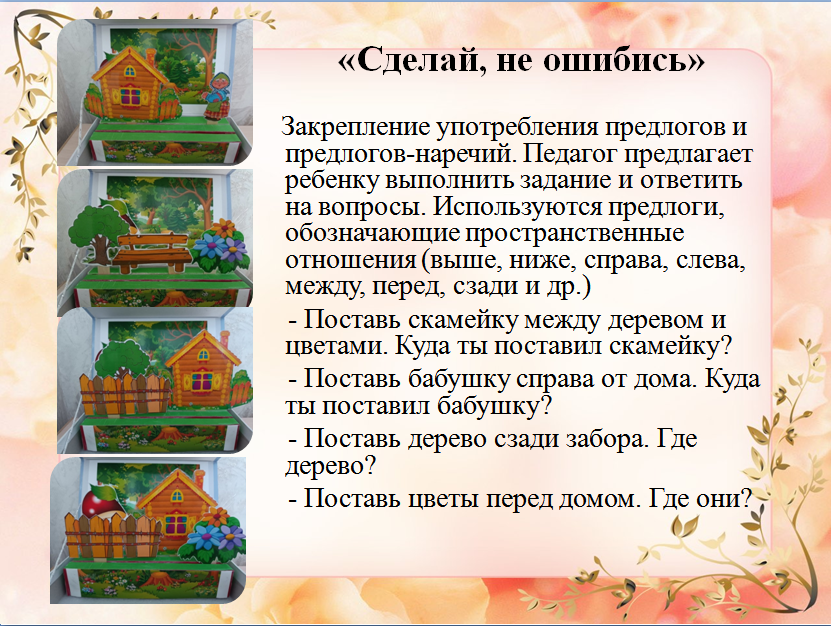 «Сделай, не ошибись»
Закрепление употребления предлогов и
предлогов-наречий. Педагог предлагает
ребенку выполнить задание и ответить
на вопросы. Используются предлоги,
обозначающие пространственные
отношения (выше, ниже, справа, слева,
между, перед, сзади и др.)
- Поставь скамейку между деревом и
цветами. Куда ты поставил скамейку?
- Поставь бабушку справа от дома. Куда
ты поставил бабушку?
- Поставь дерево сзади забора. Где
дерево?
- Поставь цветы перед домом. Где они?